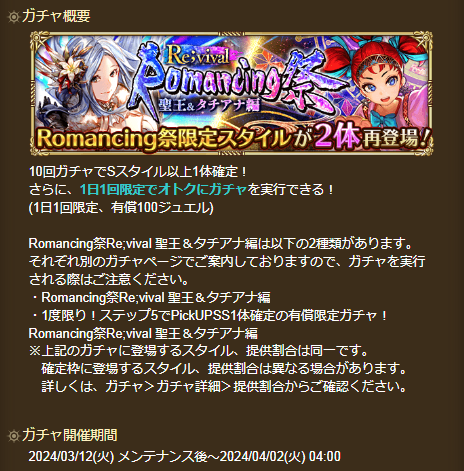 ガチャ概要
Re;vival
Romancing祭
聖王&タチアナ編
Romancing祭限定スタイルが2体再登場!
10回ガチャでSスタイル以上1体確定！
さらに、1日1回限定でオトクにガチャを実行できる！
(1日1回限定、有償100ジュエル)
Romancing祭Re;vival 聖王＆タチアナ編は以下の2種類があります。
それぞれ別のガチャページでご案内しておりますので、ガチャを実行
される際はご注意ください。
・Romancing祭Re;vival 聖王＆タチアナ編
・1度限り！ステップ5でPickUPSS1体確定の有償限定ガチャ！
Romancing祭Re;vival 聖王＆タチアナ編
※上記のガチャに登場するスタイル、提供割合は同一です。
確定枠に登場するスタイル、提供割合は異なる場合があります。
詳しくは、ガチャ＞ガチャ詳細＞提供割合からご確認ください。
ガチャ開催期間
2024/03/12(火) メンテナンス後～2024/04/02(火) 04:00